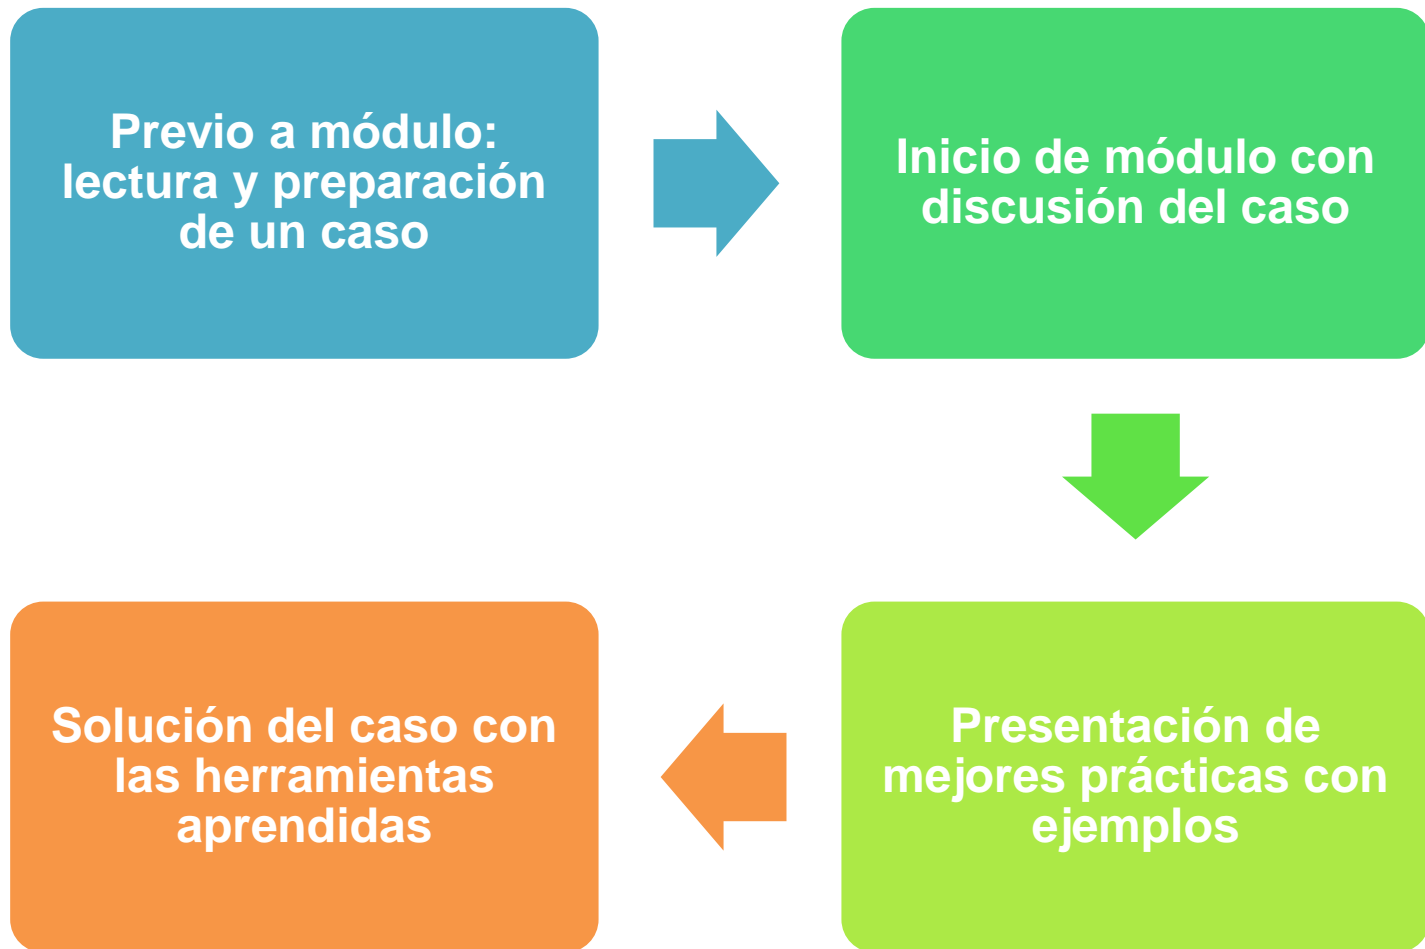 Previo a módulo:
lectura y preparación
de un caso
Inicio de módulo con
discusión del caso
Presentación de
mejores prácticas con
ejemplos
Solución del caso con
las herramientas
aprendidas